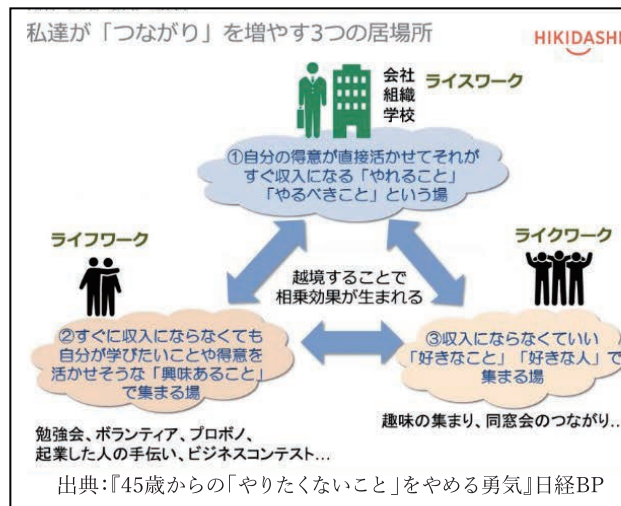 私達が「つながり」を増やす3つの居場所
HIKIDASHI
会社
組織
学校
ライスワーク
①自分の得意が直接活かせてそれが
すぐ収入になる「やれること」
「やるべきこと」という場
ライフワーク
ライクワーク
越境することで
相乗効果が生まれる
②すぐに収入にならなくても
自分が学びたいことや得意を
活かせそうな「興味あること」
で集まる場
③収入にならなくていい
「好きなこと」「好きな人」で
集まる場
勉強会、ボランティア、プロボノ、
起業した人の手伝い、ビジネスコンテスト…
趣味の集まり、同窓会のつながり…
出典:『45歳からの「やりたくないこと」をやめる勇気』日経BP